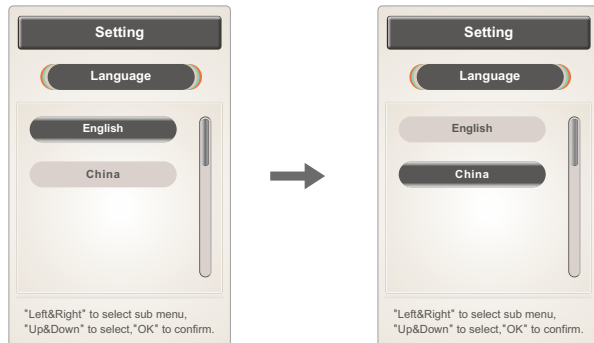 Setting
Language
English
China
"Left&Right" to select sub menu,
"Up&Down" to select,"OK" to confirm.
Setting
Language
English
China
"Left&Right" to select sub menu,
"Up&Down" to select,"OK" to confirm.